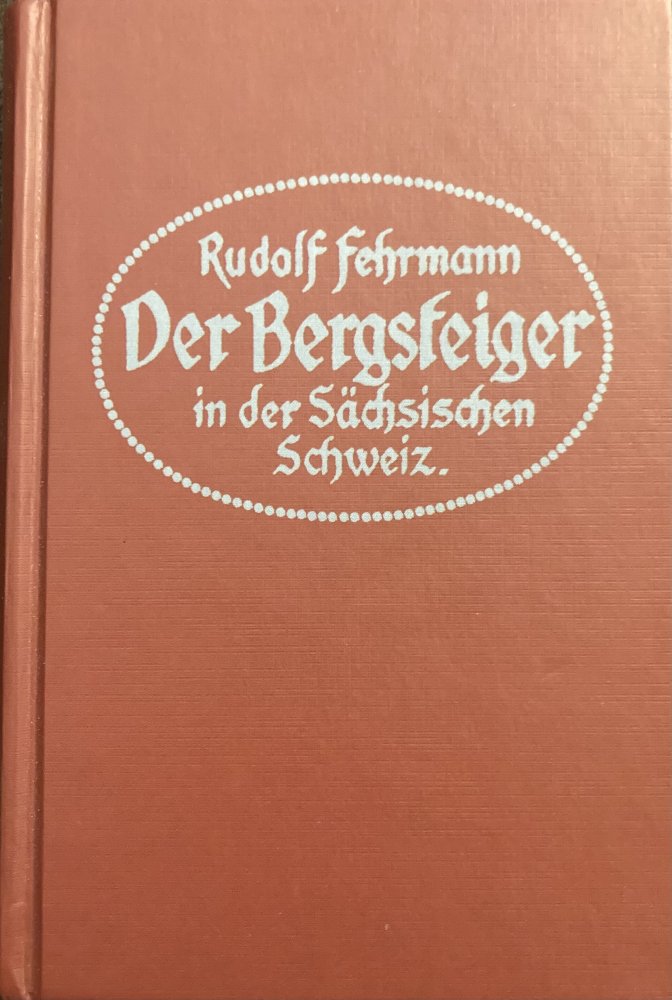 Rudolf Fehrmann
Der Bergsteiger
in der Sächsischen
Schweiz.